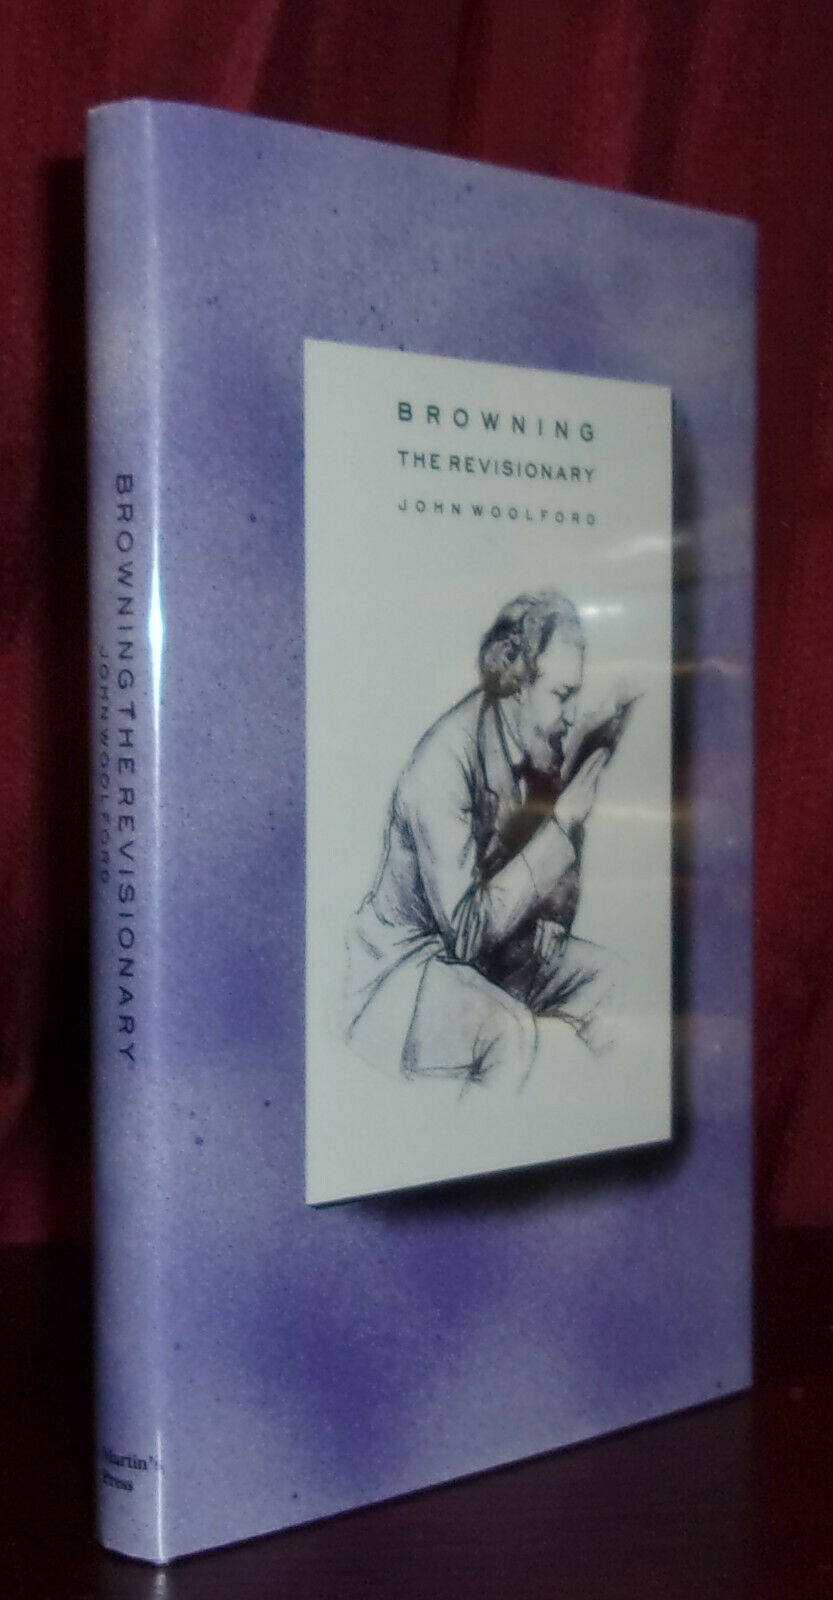 BROWNING
THE REVISIONARY
JOHN WOOLFORD
BROWNING THE REVISIONARY
JOHN WOOLFORD
Martin's
Press